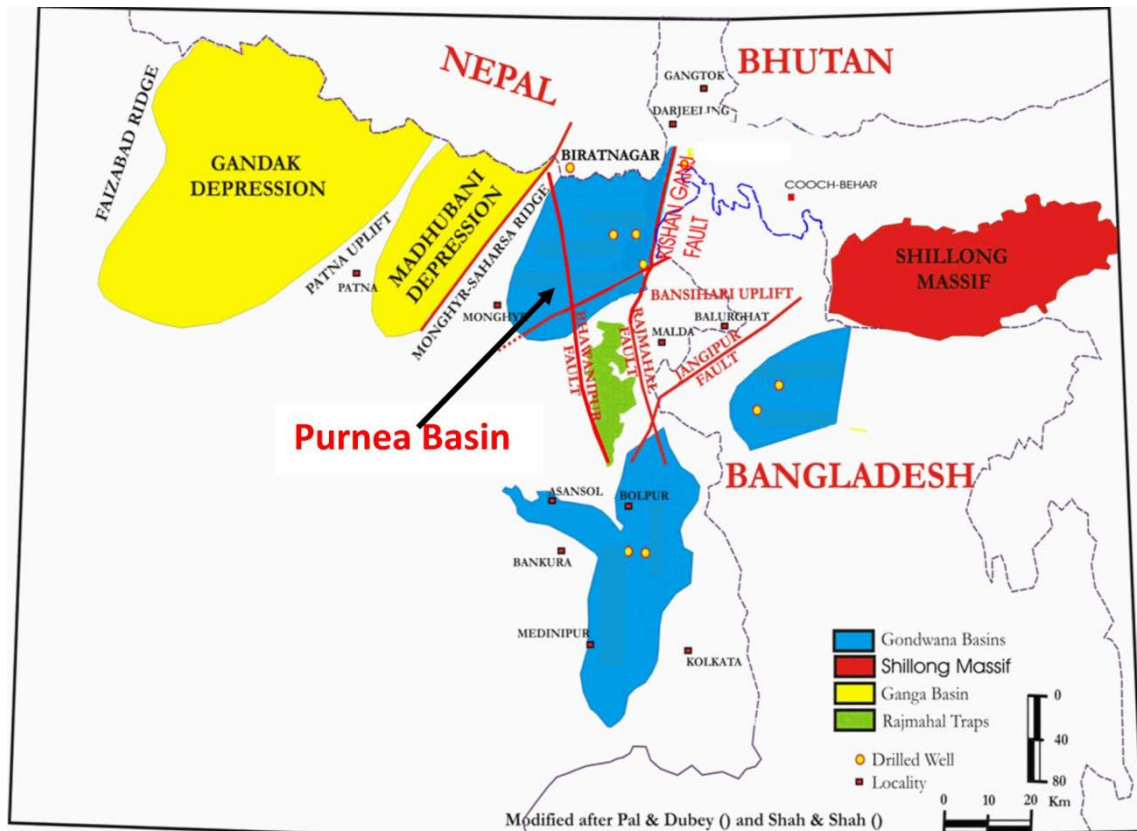 NEPAL
BHUTAN
GANGTOK
DARJEELING
FAIZABAD RIDGE
GANDAK
DEPRESSION
BIRATNAGAR
KISHAN GANJ
FAULT
COOCH-BEHAR
MADHUBANI
DEPRESSION
PATNA UPLIFT
PATNA
MONGHYR-SAHARSA RIDGE
SHILLONG
MASSIF
MONGHYR
BANSIHARI UPLIFT
BALURGHAT
MALDA
BHAWANIPUR
FAULT
RAJMAHAL
FAULT
JANGIPUR
FAULT
Purnea Basin
BANGLADESH
ASANSOL
BOLPUR
BANKURA
MEDINIPUR
KOLKATA
Gondwana Basins
Shillong Massif
Ganga Basin
Rajmahal Traps
Drilled Well
Locality
0
40
80
Km
0 10 20
Modified after Pal & Dubey () and Shah & Shah ()